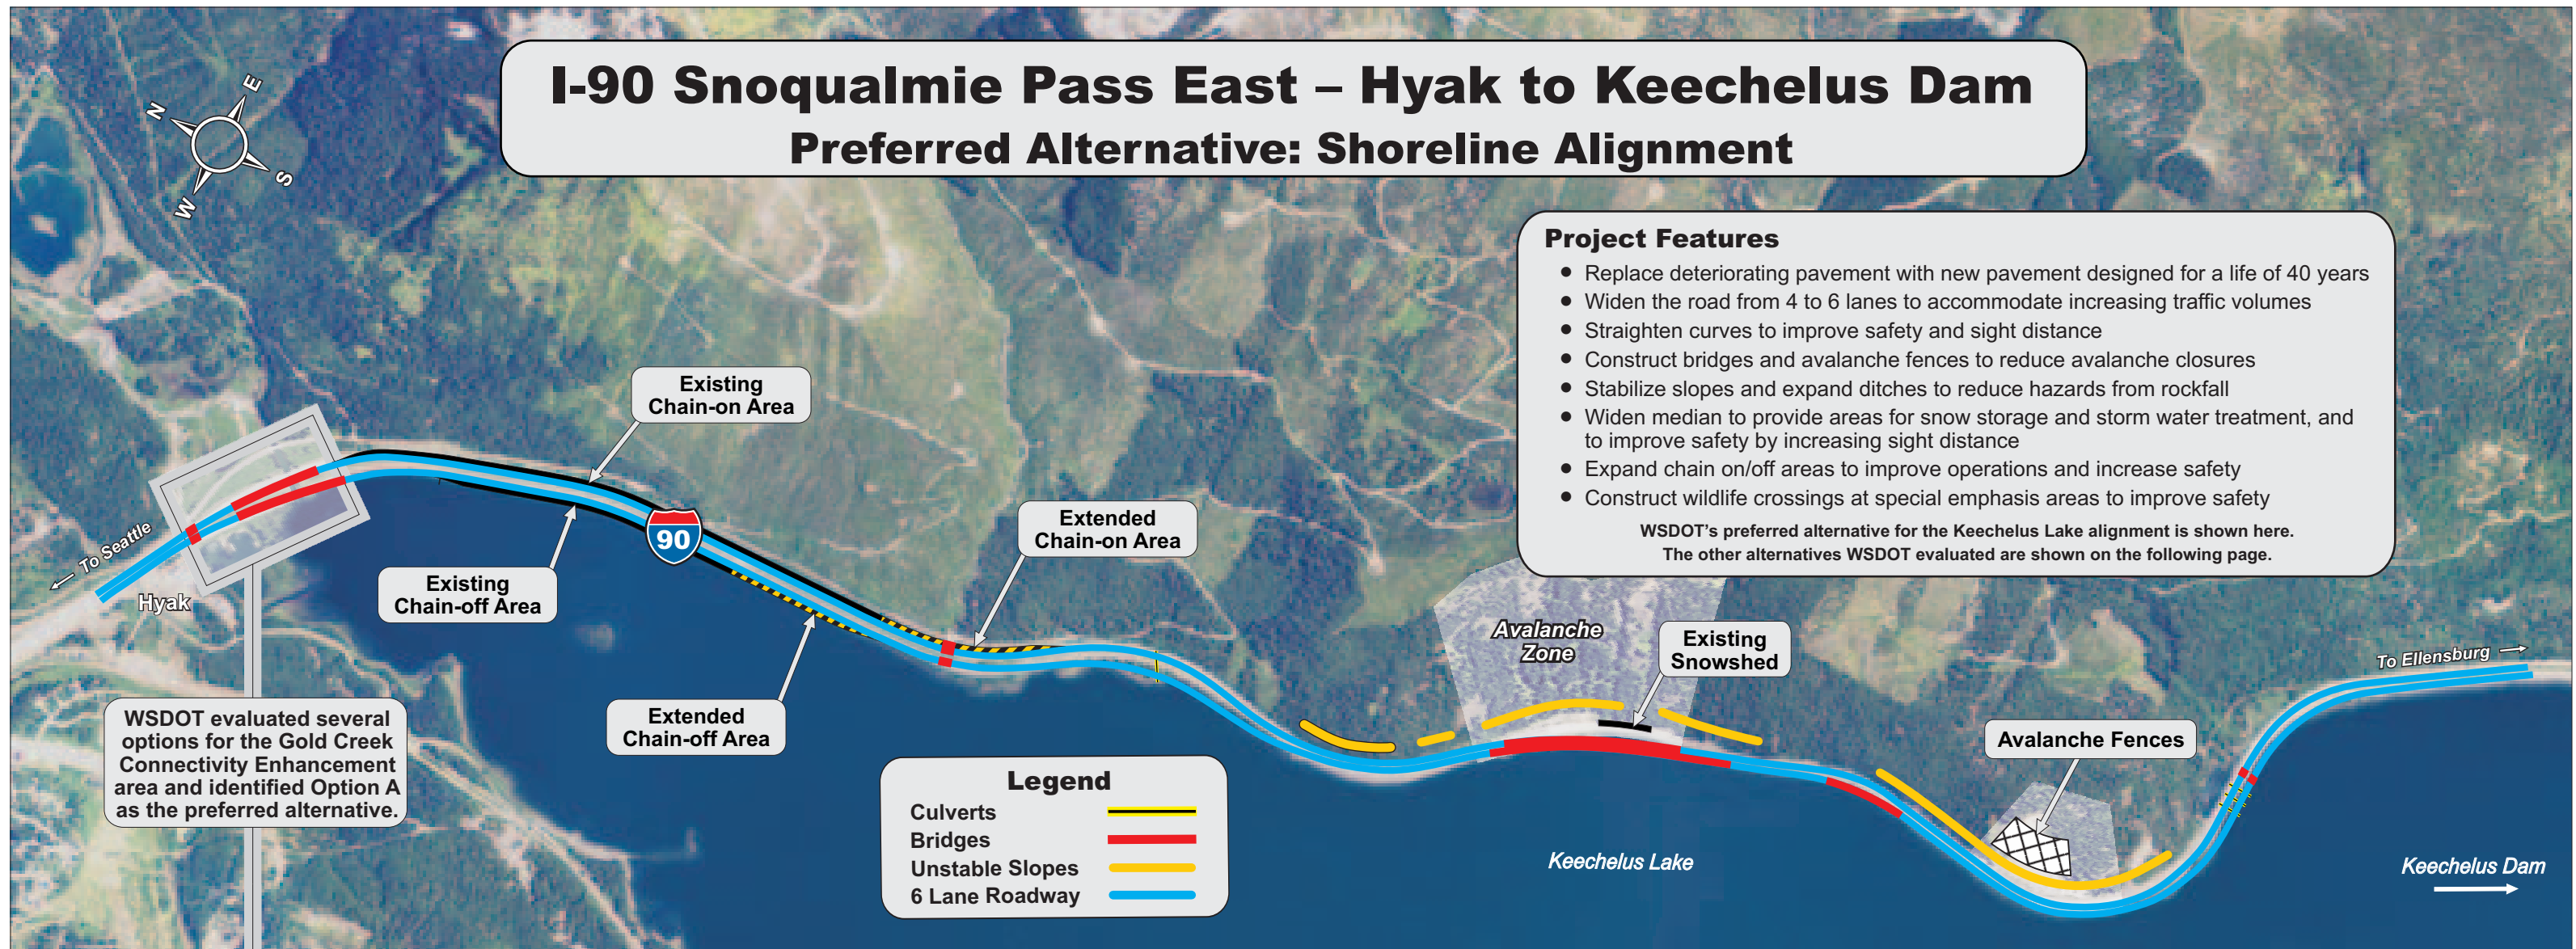 I-90 Snoqualmie Pass East – Hyak to Keechelus Dam
Preferred Alternative: Shoreline Alignment
N
E
S
W
Project Features
• Replace deteriorating pavement with new pavement designed for a life of 40 years
• Widen the road from 4 to 6 lanes to accommodate increasing traffic volumes
• Straighten curves to improve safety and sight distance
• Construct bridges and avalanche fences to reduce avalanche closures
• Stabilize slopes and expand ditches to reduce hazards from rockfall
• Widen median to provide areas for snow storage and storm water treatment, and
to improve safety by increasing sight distance
• Expand chain on/off areas to improve operations and increase safety
• Construct wildlife crossings at special emphasis areas to improve safety
WSDOT's preferred alternative for the Keechelus Lake alignment is shown here.
The other alternatives WSDOT evaluated are shown on the following page.
Existing
Chain-on Area
Extended
Chain-on Area
90
To Seattle
Hyak
Existing
Chain-off Area
Extended
Chain-off Area
Avalanche
Zone
Existing
Snowshed
To Ellensburg
Avalanche Fences
WSDOT evaluated several
options for the Gold Creek
Connectivity Enhancement
area and identified Option A
as the preferred alternative.
Legend
Culverts
Bridges
Unstable Slopes
6 Lane Roadway
Keechelus Lake
Keechelus Dam